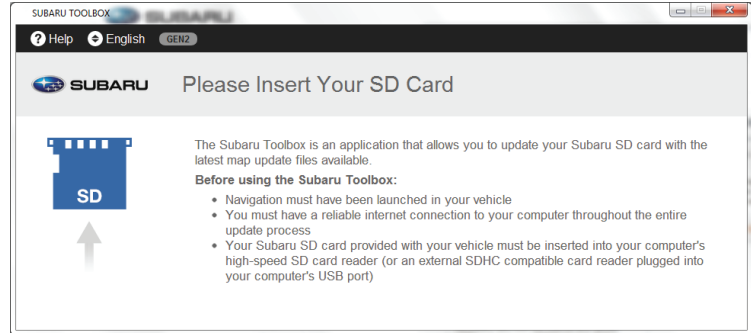 SUBARU TOOLBOX
Help English GEN2
SUBARU
Please Insert Your SD Card
SD
The Subaru Toolbox is an application that allows you to update your Subaru SD card with the
latest map update files available.
Before using the Subaru Toolbox:
• Navigation must have been launched in your vehicle
• You must have a reliable internet connection to your computer throughout the entire
update process
• Your Subaru SD card provided with your vehicle must be inserted into your computer's
high-speed SD card reader (or an external SDHC compatible card reader plugged into
your computer's USB port)